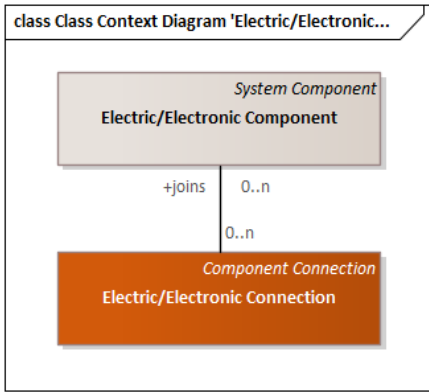 class Class Context Diagram 'Electric/Electronic...
System Component
Electric/Electronic Component
+joins 0..n
0..n
Component Connection
Electric/Electronic Connection